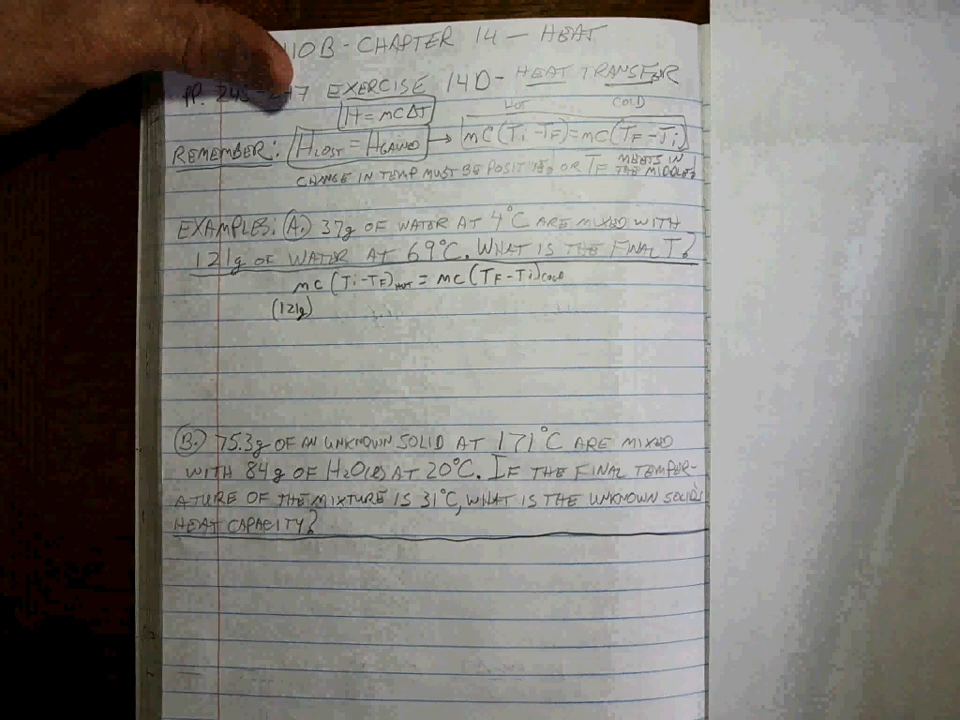 110B - CHAPTER 14 - HEAT
PP. EXERCISE 14D - HEAT TRANSFER
H = mCΔT HOT COLD
REMEMBER: HLOST = HGAINED → mC(Ti-TF)=mC(TF-Ti)
CHANGE IN TEMP MUST BE POSITIVE, OR TF MEETS IN THE MIDDLE!
EXAMPLES: A.) 37g OF WATER AT 4°C ARE MIXED WITH
121g OF WATER AT 69°C. WHAT IS THE FINAL T?
mC (Ti-TF)HOT = mC(TF-Ti)COLD
(121g)
B.) 75.3g OF AN UNKNOWN SOLID AT 171°C ARE MIXED
WITH 84g OF H2O(l) AT 20°C. IF THE FINAL TEMPER-
ATURE OF THE MIXTURE IS 31°C, WHAT IS THE UNKNOWN SOLID'S
HEAT CAPACITY?